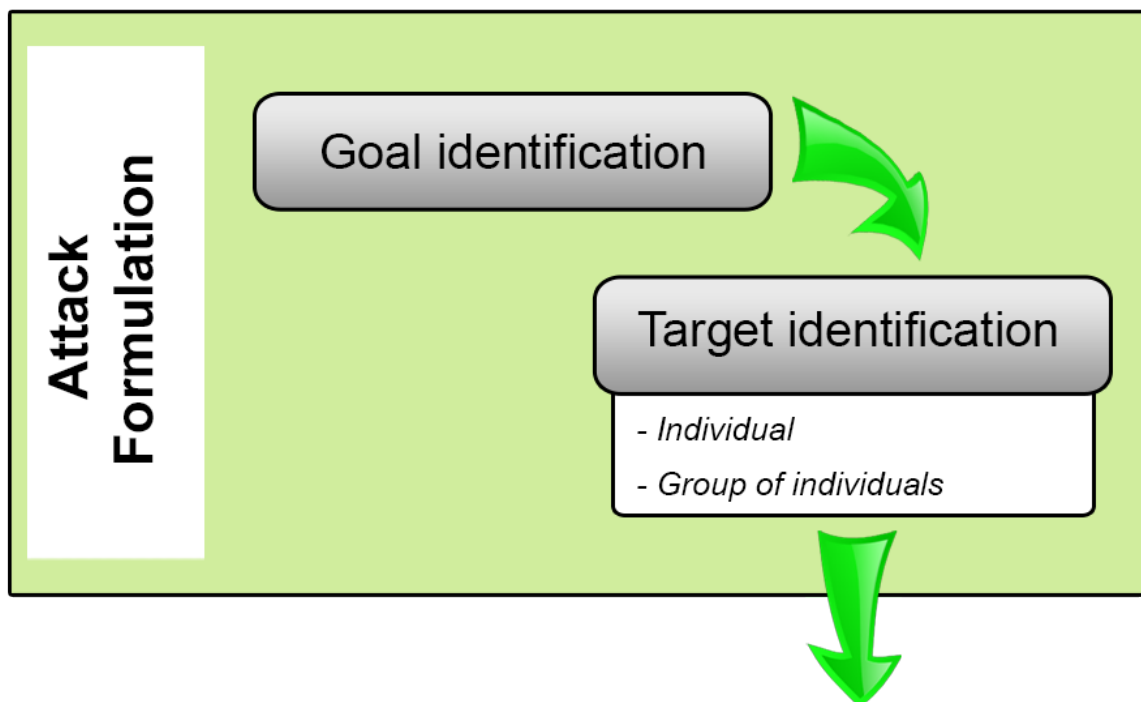 Attack
Formulation
Goal identification
Target identification
- Individual
- Group of individuals